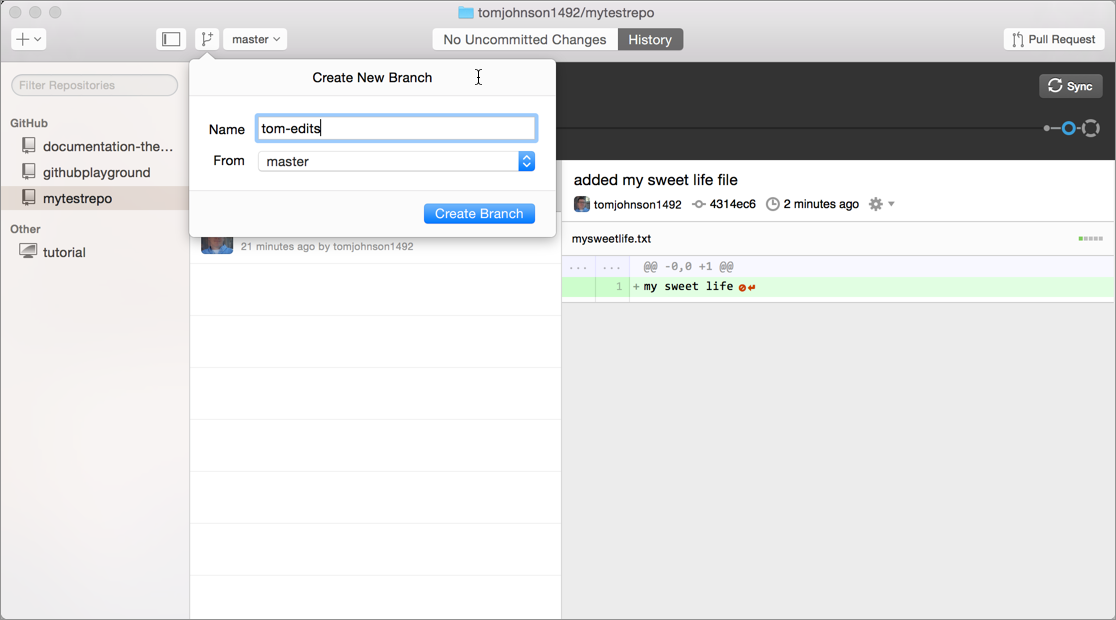 tomjohnson1492/mytestrepo
master
No Uncommitted Changes
History
Pull Request
Filter Repositories
GitHub
documentation-the...
githubplayground
mytestrepo
Other
tutorial
Create New Branch
Name
tom-edits
From
master
Create Branch
21 minutes ago by tomjohnson1492
Sync
added my sweet life file
tomjohnson1492 4314ec6 2 minutes ago
mysweetlife.txt
... ... @@ -0,0 +1 @@
1 +my sweet life